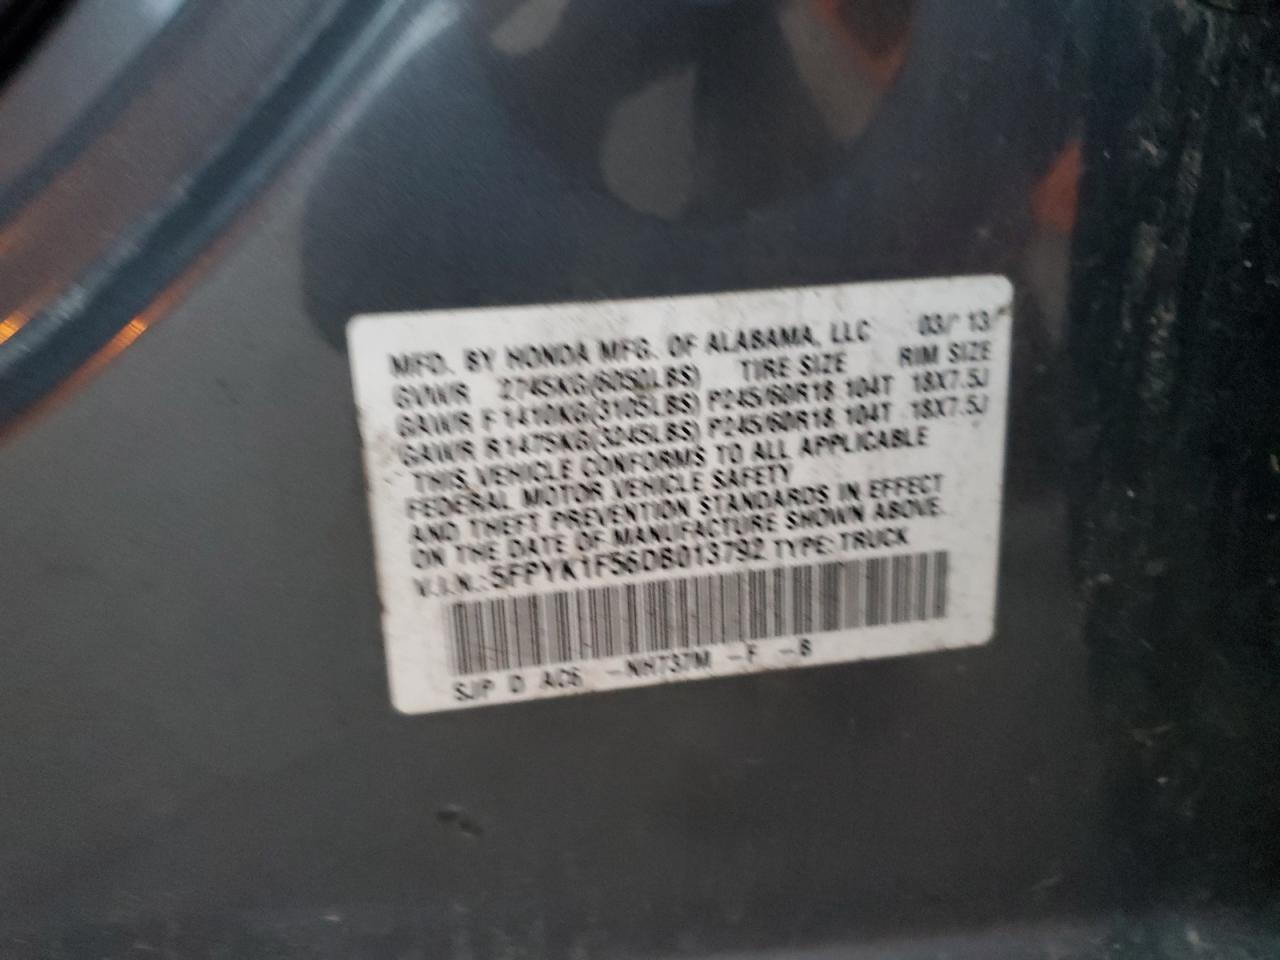 MFD. BY HONDA MFG. OF ALABAMA, LLC 03/'13
GVWR 2745KG(6050LBS) TIRE SIZE RIM SIZE
GAWR F1410KG(3105LBS) P245/60R18 104T 18X7.5J
GAWR R1475KG(3245LBS) P245/60R18 104T 18X7.5J
THIS VEHICLE CONFORMS TO ALL APPLICABLE
FEDERAL MOTOR VEHICLE SAFETY
AND THEFT PREVENTION STANDARDS IN EFFECT
ON THE DATE OF MANUFACTURE SHOWN ABOVE.
V.I.N.:5FPYK1F56DB013792 TYPE:TRUCK
SJP D AC6 -NH737M -F -B